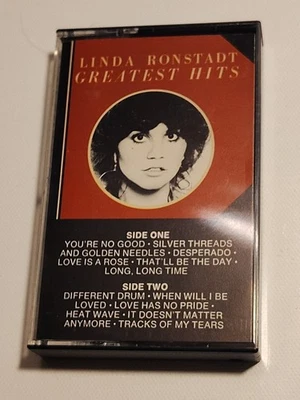 LINDA RONSTADT
GREATEST HITS
SIDE ONE
YOU'RE NO GOOD • SILVER THREADS
AND GOLDEN NEEDLES • DESPERADO •
LOVE IS A ROSE • THAT'LL BE THE DAY •
LONG, LONG TIME
SIDE TWO
DIFFERENT DRUM • WHEN WILL I BE
LOVED • LOVE HAS NO PRIDE •
HEAT WAVE • IT DOESN'T MATTER
ANYMORE • TRACKS OF MY TEARS